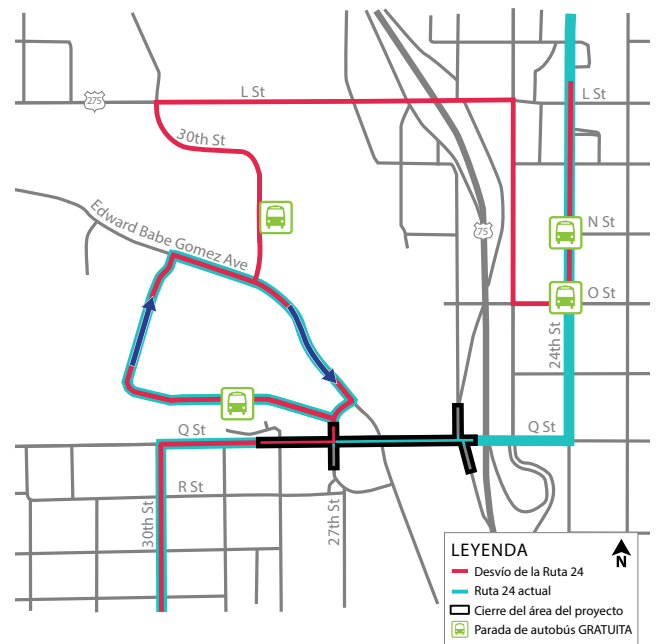 L St
L St
275
30th St
N St
75
Edward Babe Gomez Ave
O St
24th St
Q St
Q St
R St
30th St
27th St
LEYENDA
N
Desvío de la Ruta 24
Ruta 24 actual
Cierre del área del proyecto
Parada de autobús GRATUITA